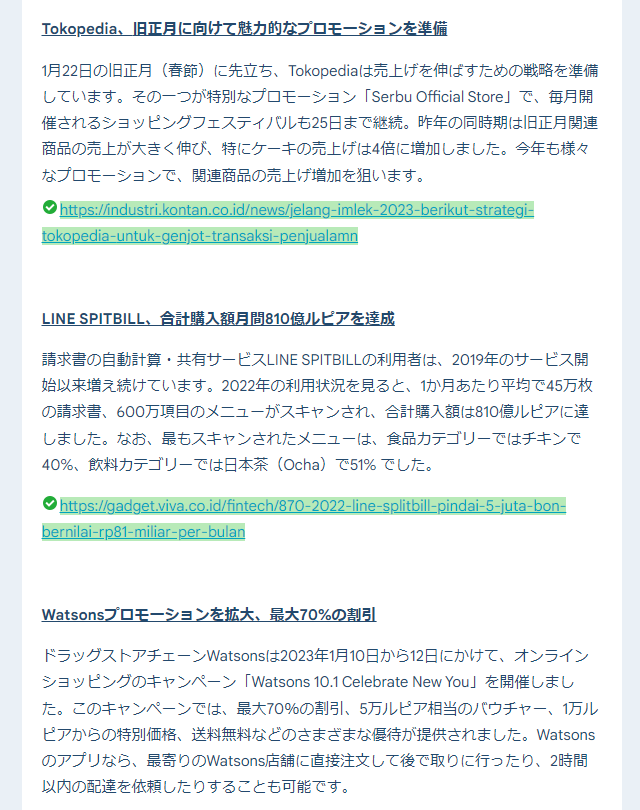 Tokopedia、旧正月に向けて魅力的なプロモーションを準備
1月22日の旧正月（春節）に先立ち、Tokopediaは売上げを伸ばすための戦略を準備
しています。その一つが特別なプロモーション「Serbu Official Store」で、毎月開
催されるショッピングフェスティバルも25日まで継続。昨年の同時期は旧正月関連
商品の売上が大きく伸び、特にケーキの売上げは4倍に増加しました。今年も様々
なプロモーションで、関連商品の売上げ増加を狙います。
https://industri.kontan.co.id/news/jelang-imlek-2023-berikut-strategi-
tokopedia-untuk-genjot-transaksi-penjualamn
LINE SPITBILL、合計購入額月間810億ルピアを達成
請求書の自動計算・共有サービスLINE SPITBILLの利用者は、2019年のサービス開
始以来増え続けています。2022年の利用状況を見ると、1か月あたり平均で45万枚
の請求書、600万項目のメニューがスキャンされ、合計購入額は810億ルピアに達
しました。なお、最もスキャンされたメニューは、食品カテゴリーではチキンで
40%、飲料カテゴリーでは日本茶（Ocha）で51% でした。
https://gadget.viva.co.id/fintech/870-2022-line-splitbill-pindai-5-juta-bon-
bernilai-rp81-miliar-per-bulan
Watsonsプロモーションを拡大、最大70%の割引
ドラッグストアチェーンWatsonsは2023年1月10日から12日にかけて、オンライン
ショッピングのキャンペーン「Watsons 10.1 Celebrate New You」を開催しまし
た。このキャンペーンでは、最大70%の割引、5万ルピア相当のバウチャー、1万ル
ピアからの特別価格、送料無料などのさまざまな優待が提供されました。Watsons
のアプリなら、最寄りのWatsons店舗に直接注文して後で取りに行ったり、2時間
以内の配達を依頼したりすることも可能です。